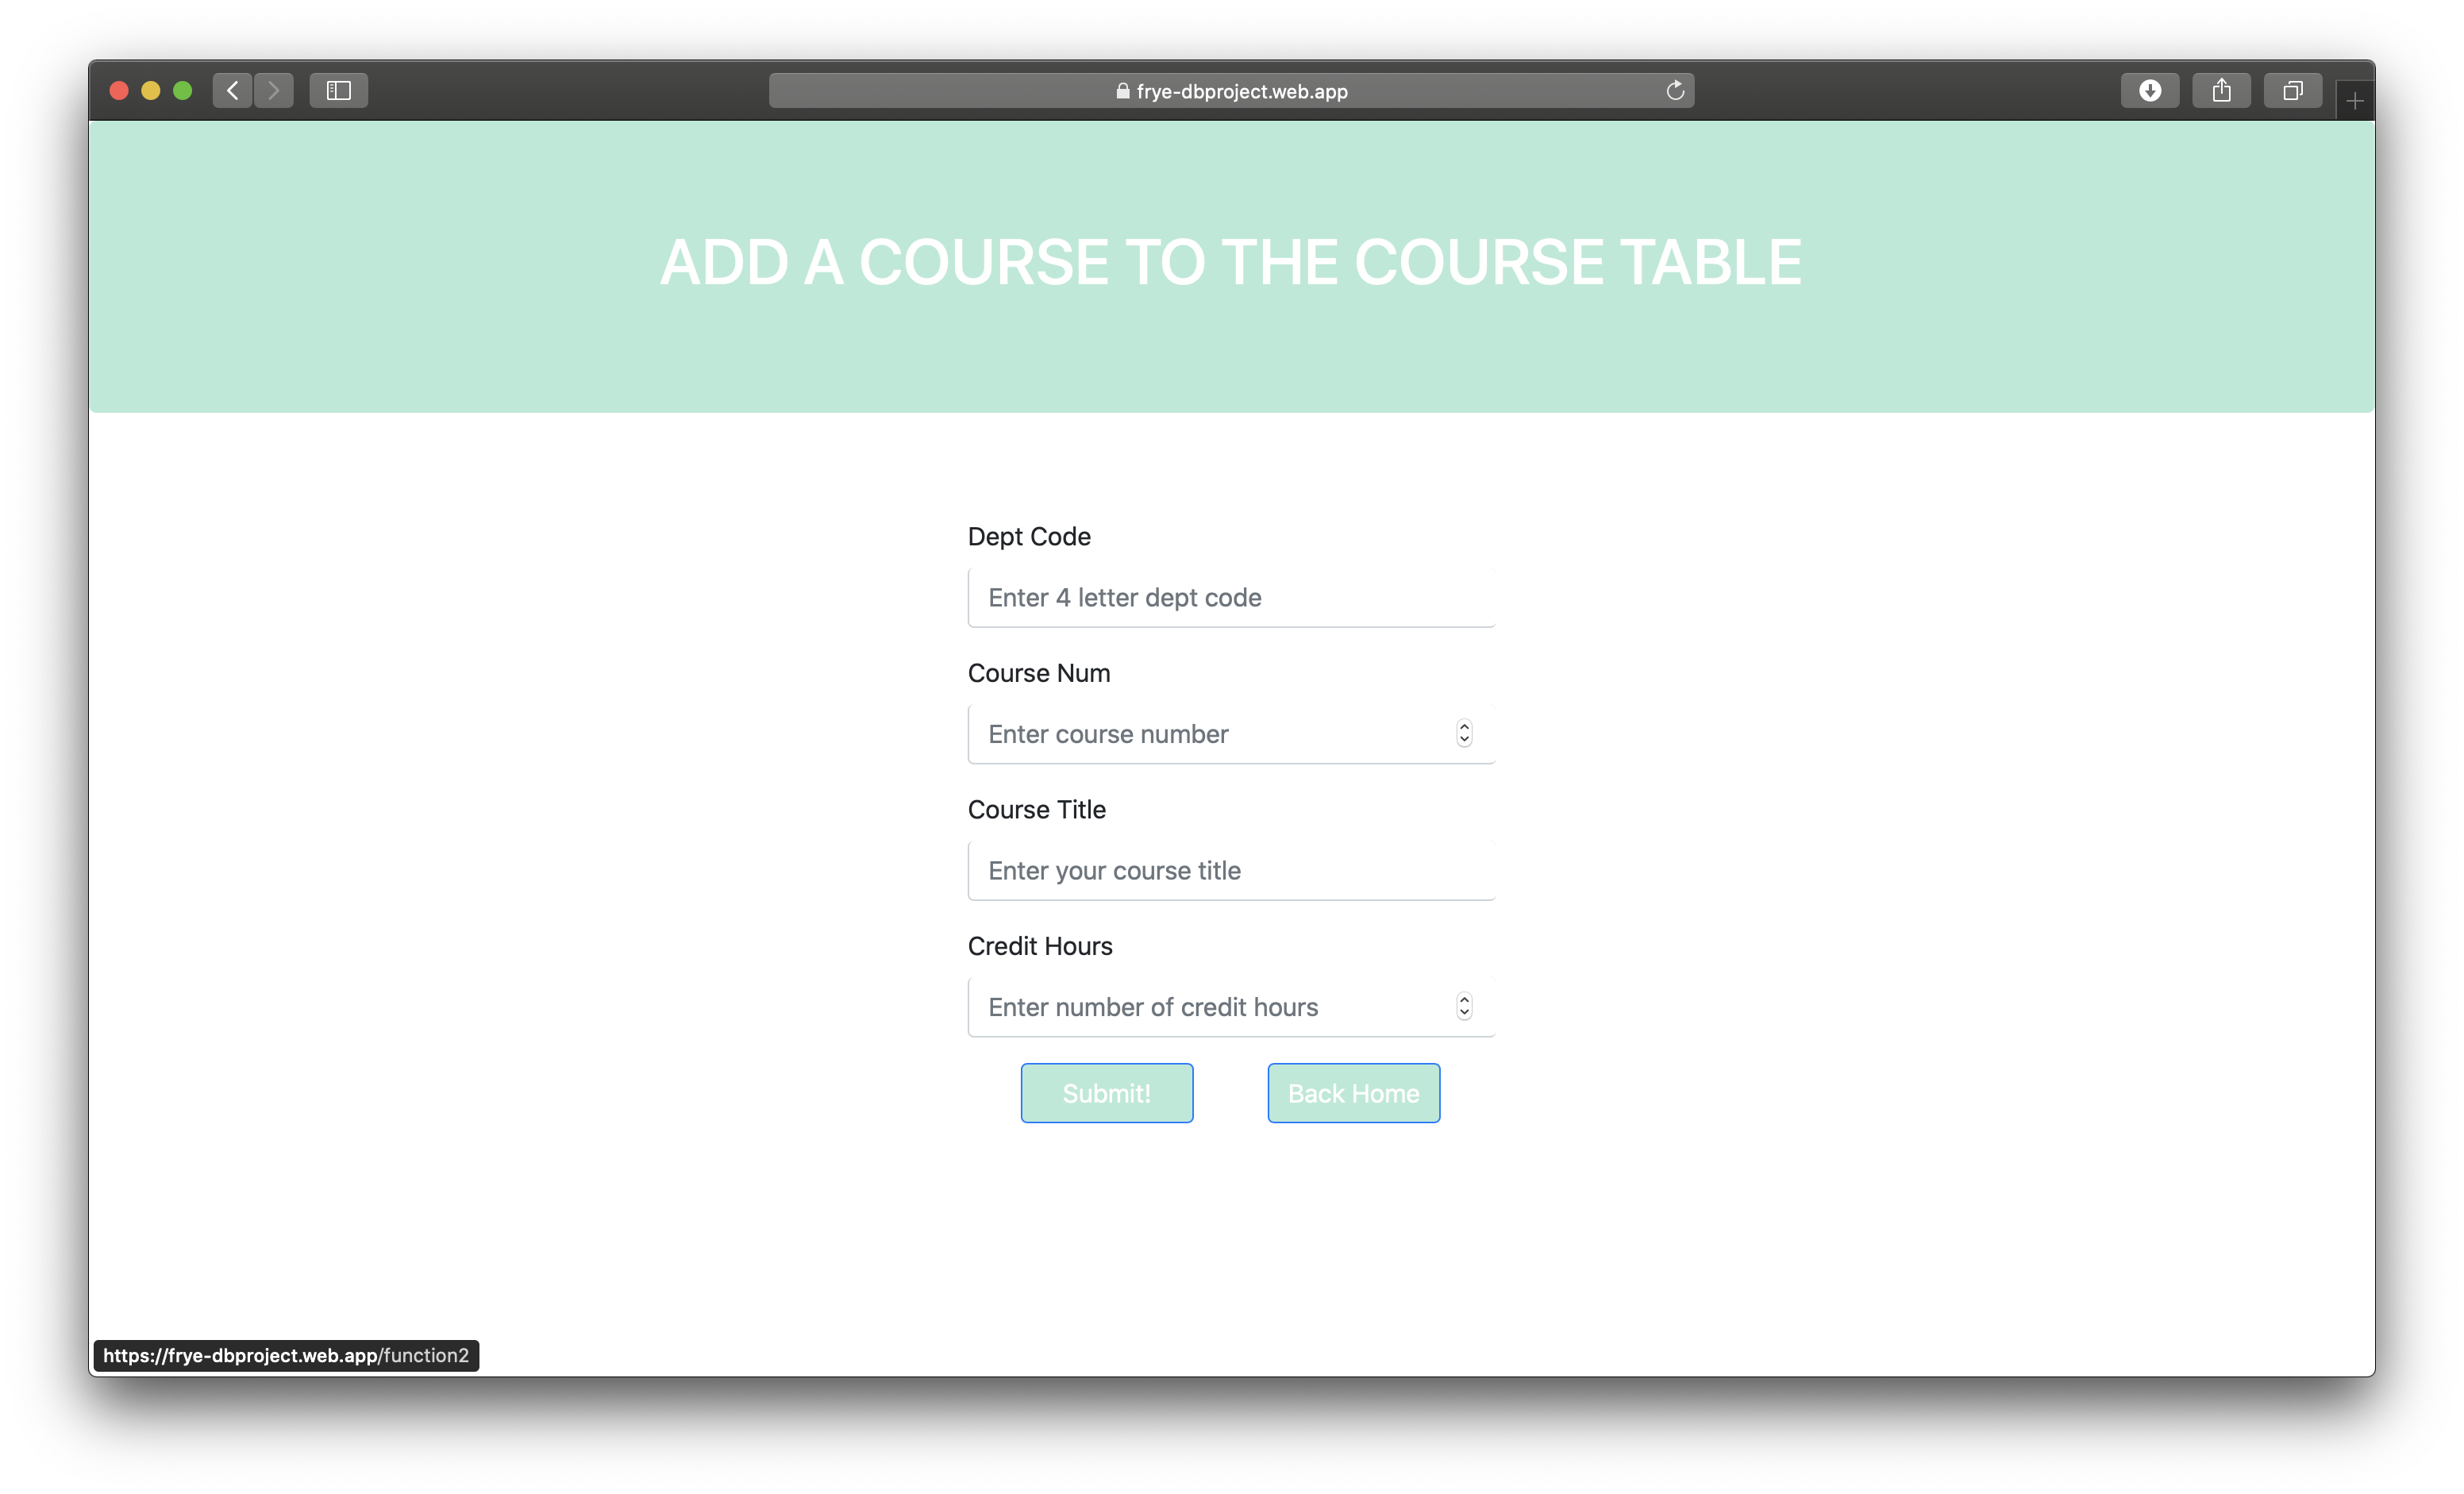 frye-dbproject.web.app
ADD A COURSE TO THE COURSE TABLE
Dept Code
Enter 4 letter dept code
Course Num
Enter course number
Course Title
Enter your course title
Credit Hours
Enter number of credit hours
Submit! Back Home
https://frye-dbproject.web.app/function2